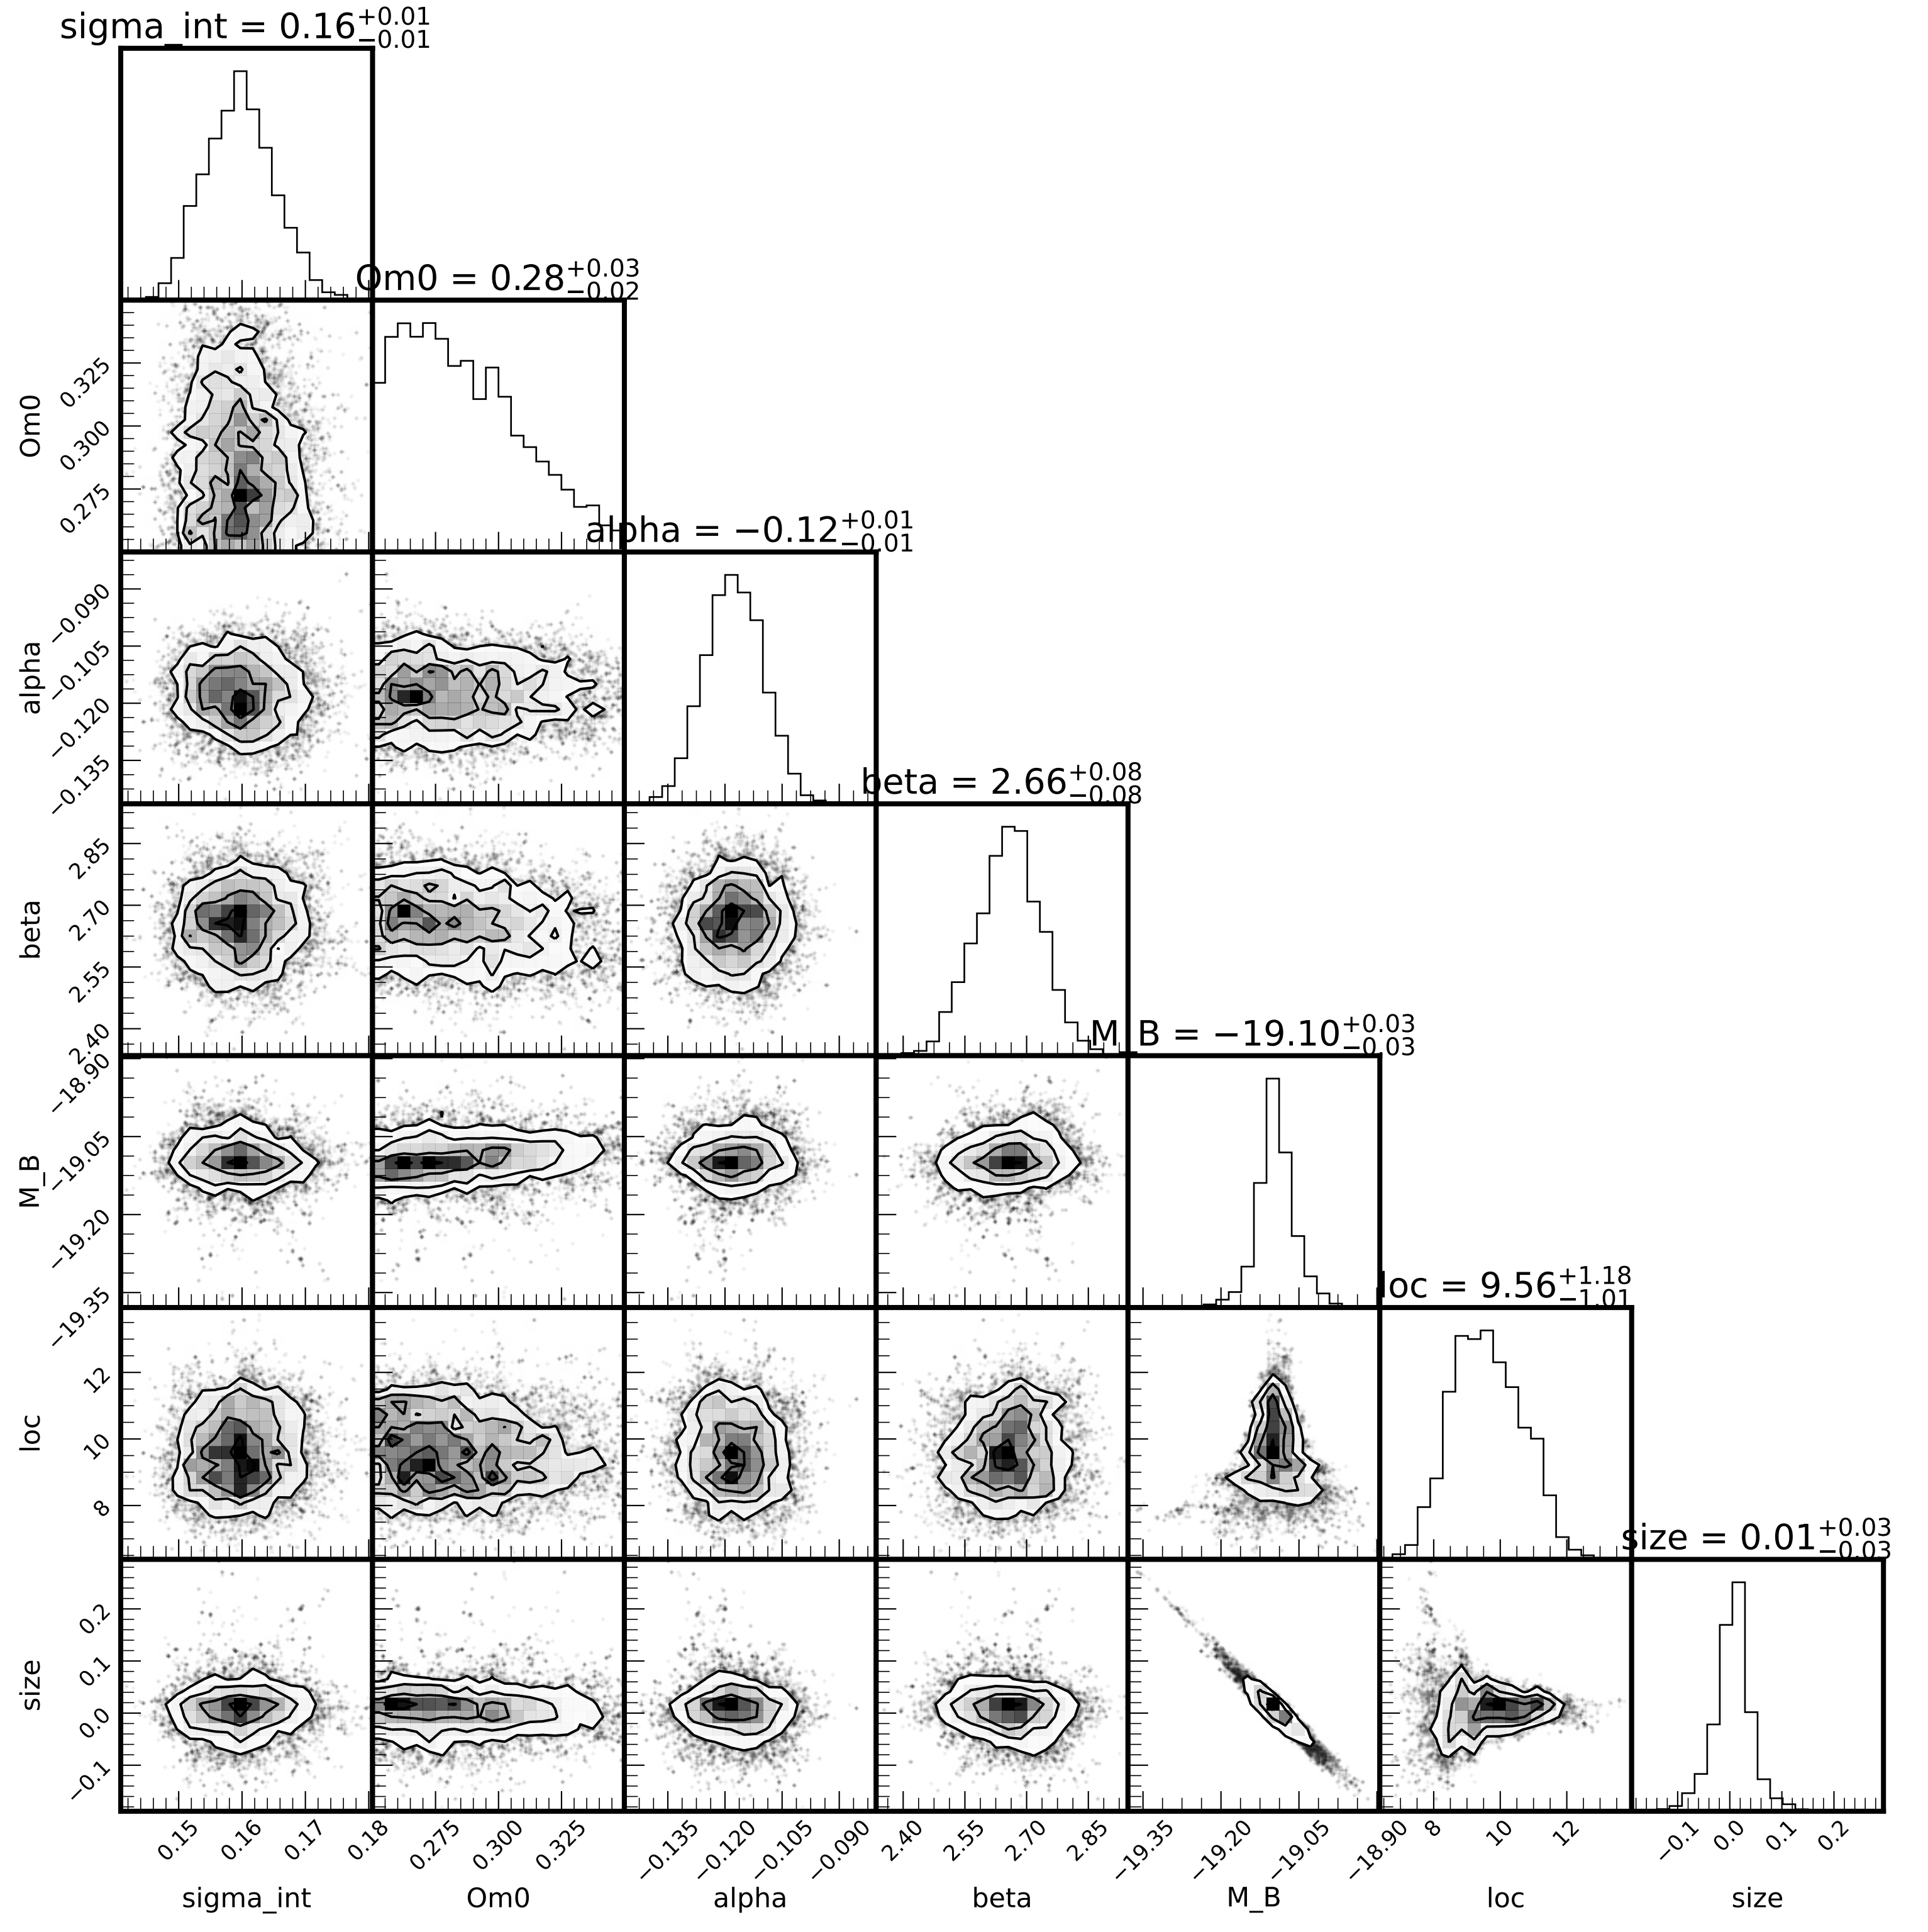 sigma_int = 0.16 +0.01 −0.01
Om0 = 0.28 +0.03 −0.02
0.325
0.300
0.275
Om0
alpha = −0.12 +0.01 −0.01
−0.090
−0.105
−0.120
−0.135
alpha
beta = 2.66 +0.08 −0.08
2.85
2.70
2.55
2.40
beta
M_B = −19.10 +0.03 −0.03
−18.90
−19.05
−19.20
−19.35
M_B
loc = 9.56 +1.18 −1.01
12
10
8
loc
size = 0.01 +0.03 −0.03
0.2
0.1
0.0
−0.1
size
0.15 0.16 0.17 0.18 0.275 0.300 0.325 −0.135 −0.120 −0.105 −0.090 2.40 2.55 2.70 2.85 −19.35 −19.20 −19.05 −18.90 8 10 12 −0.1 0.0 0.1 0.2
sigma_int Om0 alpha beta M_B loc size